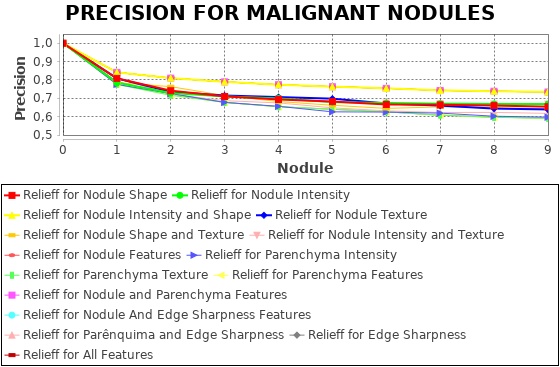 PRECISION FOR MALIGNANT NODULES
1,0
0,9
0,8
0,7
0,6
0,5
Precision
0 1 2 3 4 5 6 7 8 9
Nodule
Relieff for Nodule Shape Relieff for Nodule Intensity
Relieff for Nodule Intensity and Shape Relieff for Nodule Texture
Relieff for Nodule Shape and Texture Relieff for Nodule Intensity and Texture
Relieff for Nodule Features Relieff for Parenchyma Intensity
Relieff for Parenchyma Texture Relieff for Parenchyma Features
Relieff for Nodule and Parenchyma Features
Relieff for Nodule And Edge Sharpness Features
Relieff for Parênquima and Edge Sharpness Relieff for Edge Sharpness
Relieff for All Features